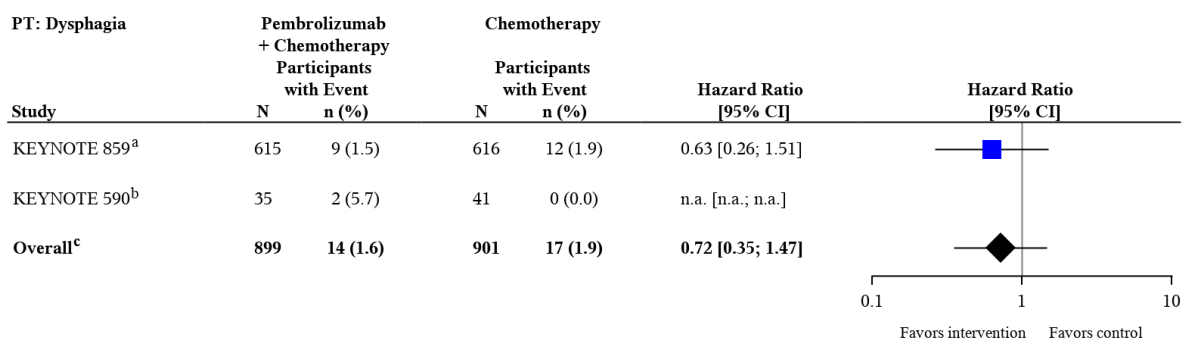 PT: Dysphagia Pembrolizumab Chemotherapy
+ Chemotherapy
Participants Participants
with Event with Event Hazard Ratio Hazard Ratio
Study N n (%) N n (%) [95% CI] [95% CI]
KEYNOTE 859a 615 9 (1.5) 616 12 (1.9) 0.63 [0.26; 1.51]
KEYNOTE 590b 35 2 (5.7) 41 0 (0.0) n.a. [n.a.; n.a.]
Overallc 899 14 (1.6) 901 17 (1.9) 0.72 [0.35; 1.47]
0.1 1 10
Favors intervention Favors control